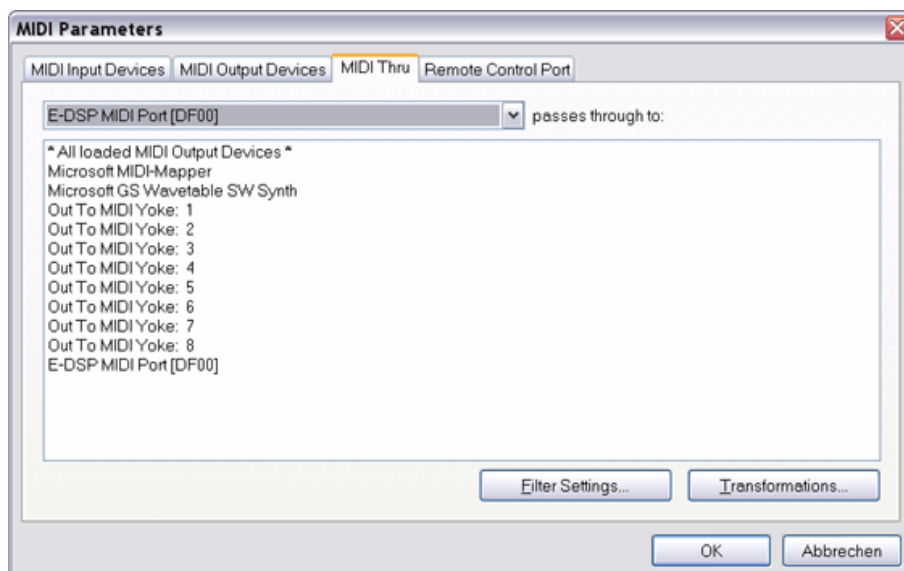 MIDI Parameters
MIDI Input Devices MIDI Output Devices MIDI Thru Remote Control Port
E-DSP MIDI Port [DF00] passes through to:
* All loaded MIDI Output Devices *
Microsoft MIDI-Mapper
Microsoft GS Wavetable SW Synth
Out To MIDI Yoke: 1
Out To MIDI Yoke: 2
Out To MIDI Yoke: 3
Out To MIDI Yoke: 4
Out To MIDI Yoke: 5
Out To MIDI Yoke: 6
Out To MIDI Yoke: 7
Out To MIDI Yoke: 8
E-DSP MIDI Port [DF00]
Filter Settings... Transformations...
OK Abbrechen